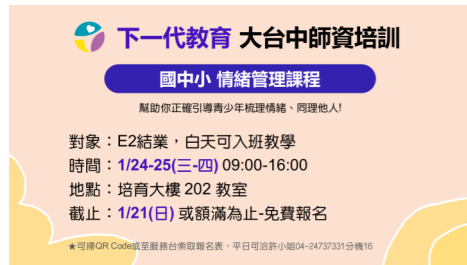 下一代教育 大台中師資培訓
國中小 情緒管理課程
幫助你正確引導青少年梳理情緒、同理他人!
對象：E2結業，白天可入班教學
時間：1/24-25(三-四) 09:00-16:00
地點：培育大樓 202 教室
截止：1/21(日) 或額滿為止-免費報名
★可掃QR Code或至服務台索取報名表，平日可洽許小姐04-24737331分機16